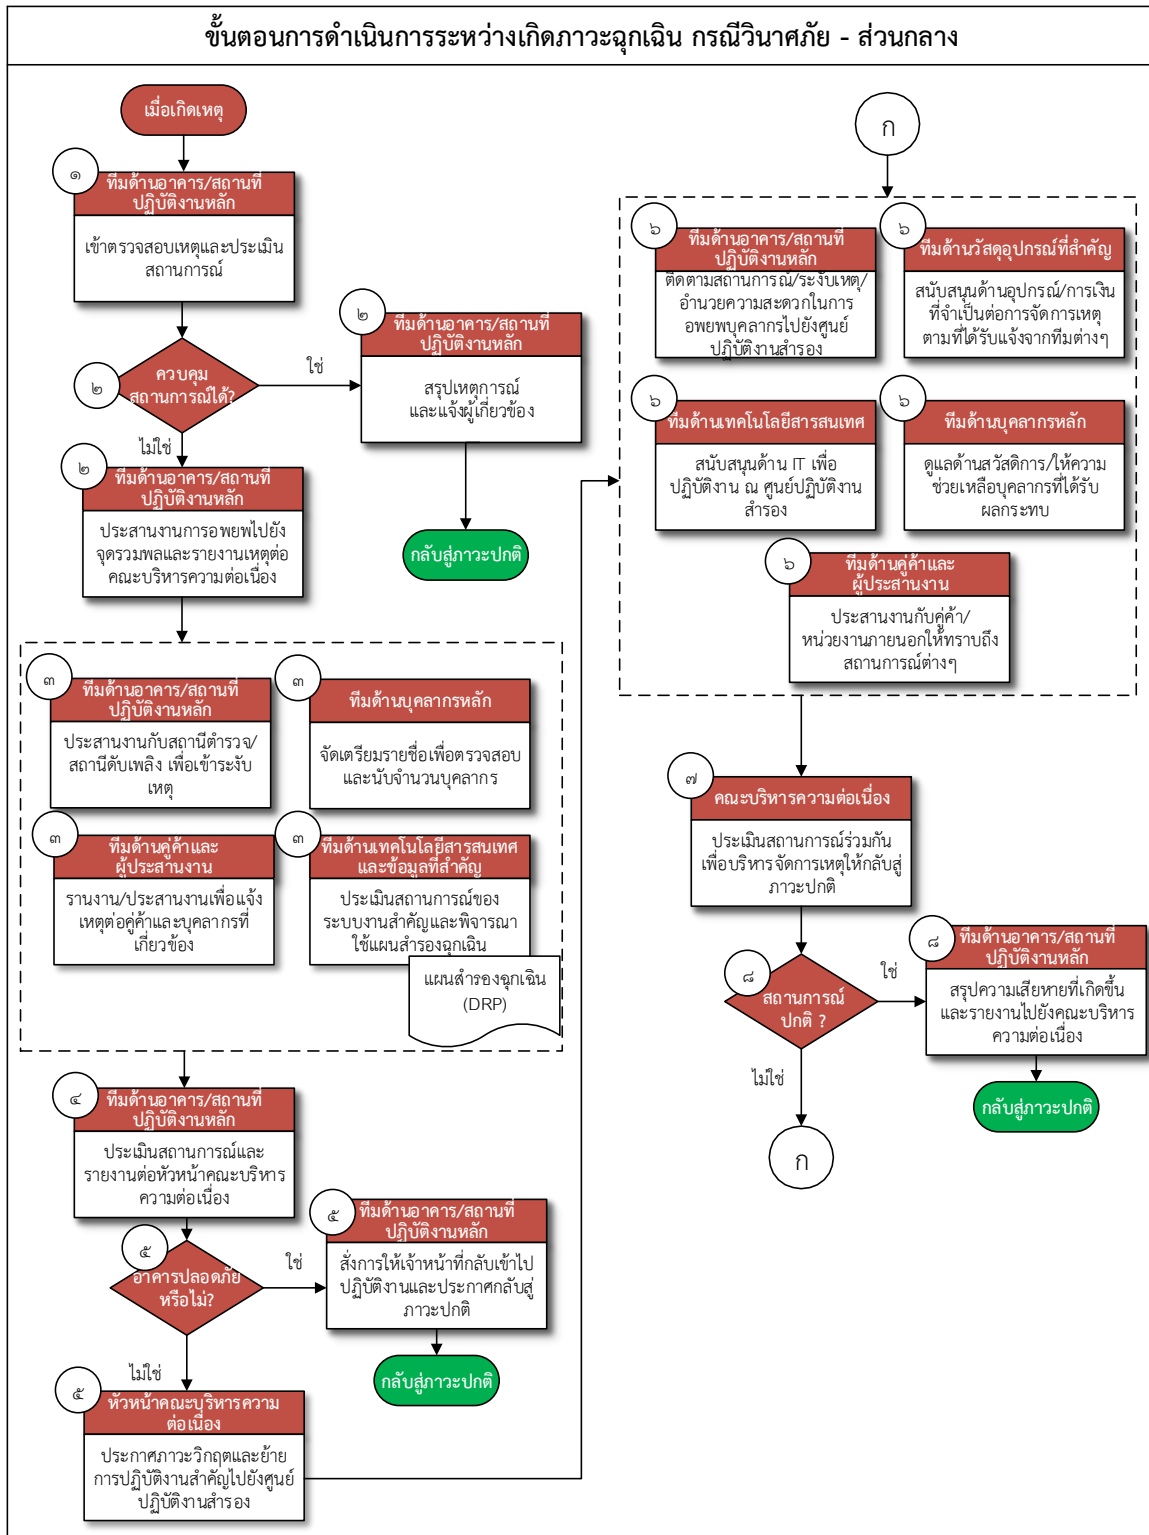 ขั้นตอนการดำเนินการระหว่างเกิดภาวะฉุกเฉิน กรณีวินาศภัย - ส่วนกลาง
เมื่อเกิดเหตุ
๑
ทีมด้านอาคาร/สถานที่
ปฏิบัติงานหลัก
เข้าตรวจสอบเหตุและประเมิน
สถานการณ์
๒
ควบคุม
สถานการณ์ได้?
ใช่
ไม่ใช่
๒
ทีมด้านอาคาร/สถานที่
ปฏิบัติงานหลัก
สรุปเหตุการณ์
และแจ้งผู้เกี่ยวข้อง
กลับสู่ภาวะปกติ
๒
ทีมด้านอาคาร/สถานที่
ปฏิบัติงานหลัก
ประสานงานการอพยพไปยัง
จุดรวมพลและรายงานเหตุต่อ
คณะบริหารความต่อเนื่อง
๓
ทีมด้านอาคาร/สถานที่
ปฏิบัติงานหลัก
ประสานงานกับสถานีตำรวจ/
สถานีดับเพลิง เพื่อเข้าระงับ
เหตุ
๓
ทีมด้านบุคลากรหลัก
จัดเตรียมรายชื่อเพื่อตรวจสอบ
และนับจำนวนบุคลากร
๓
ทีมด้านคู่ค้าและ
ผู้ประสานงาน
รานงาน/ประสานงานเพื่อแจ้ง
เหตุต่อคู่ค้าและบุคลากรที่
เกี่ยวข้อง
๓
ทีมด้านเทคโนโลยีสารสนเทศ
และข้อมูลที่สำคัญ
ประเมินสถานการณ์ของ
ระบบงานสำคัญและพิจารณา
ใช้แผนสำรองฉุกเฉิน
แผนสำรองฉุกเฉิน
(DRP)
๔
ทีมด้านอาคาร/สถานที่
ปฏิบัติงานหลัก
ประเมินสถานการณ์และ
รายงานต่อหัวหน้าคณะบริหาร
ความต่อเนื่อง
๕
อาคารปลอดภัย
หรือไม่?
ใช่
ไม่ใช่
๕
ทีมด้านอาคาร/สถานที่
ปฏิบัติงานหลัก
สั่งการให้เจ้าหน้าที่กลับเข้าไป
ปฏิบัติงานและประกาศกลับสู่
ภาวะปกติ
กลับสู่ภาวะปกติ
๕
หัวหน้าคณะบริหารความ
ต่อเนื่อง
ประกาศภาวะวิกฤตและย้าย
การปฏิบัติงานสำคัญไปยังศูนย์
ปฏิบัติงานสำรอง
ก
๖
ทีมด้านอาคาร/สถานที่
ปฏิบัติงานหลัก
ติดตามสถานการณ์/ระงับเหตุ/
อำนวยความสะดวกในการ
อพยพบุคลากรไปยังศูนย์
ปฏิบัติงานสำรอง
๖
ทีมด้านวัสดุอุปกรณ์ที่สำคัญ
สนับสนุนด้านอุปกรณ์/การเงิน
ที่จำเป็นต่อการจัดการเหตุ
ตามที่ได้รับแจ้งจากทีมต่างๆ
๖
ทีมด้านเทคโนโลยีสารสนเทศ
สนับสนุนด้าน IT เพื่อ
ปฏิบัติงาน ณ ศูนย์ปฏิบัติงาน
สำรอง
๖
ทีมด้านบุคลากรหลัก
ดูแลด้านสวัสดิการ/ให้ความ
ช่วยเหลือบุคลากรที่ได้รับ
ผลกระทบ
๖
ทีมด้านคู่ค้าและ
ผู้ประสานงาน
ประสานงานกับคู่ค้า/
หน่วยงานภายนอกให้ทราบถึง
สถานการณ์ต่างๆ
๗
คณะบริหารความต่อเนื่อง
ประเมินสถานการณ์ร่วมกัน
เพื่อบริหารจัดการเหตุให้กลับสู่
ภาวะปกติ
๘
สถานการณ์
ปกติ ?
ใช่
ไม่ใช่
๘
ทีมด้านอาคาร/สถานที่
ปฏิบัติงานหลัก
สรุปความเสียหายที่เกิดขึ้น
และรายงานไปยังคณะบริหาร
ความต่อเนื่อง
กลับสู่ภาวะปกติ
ก